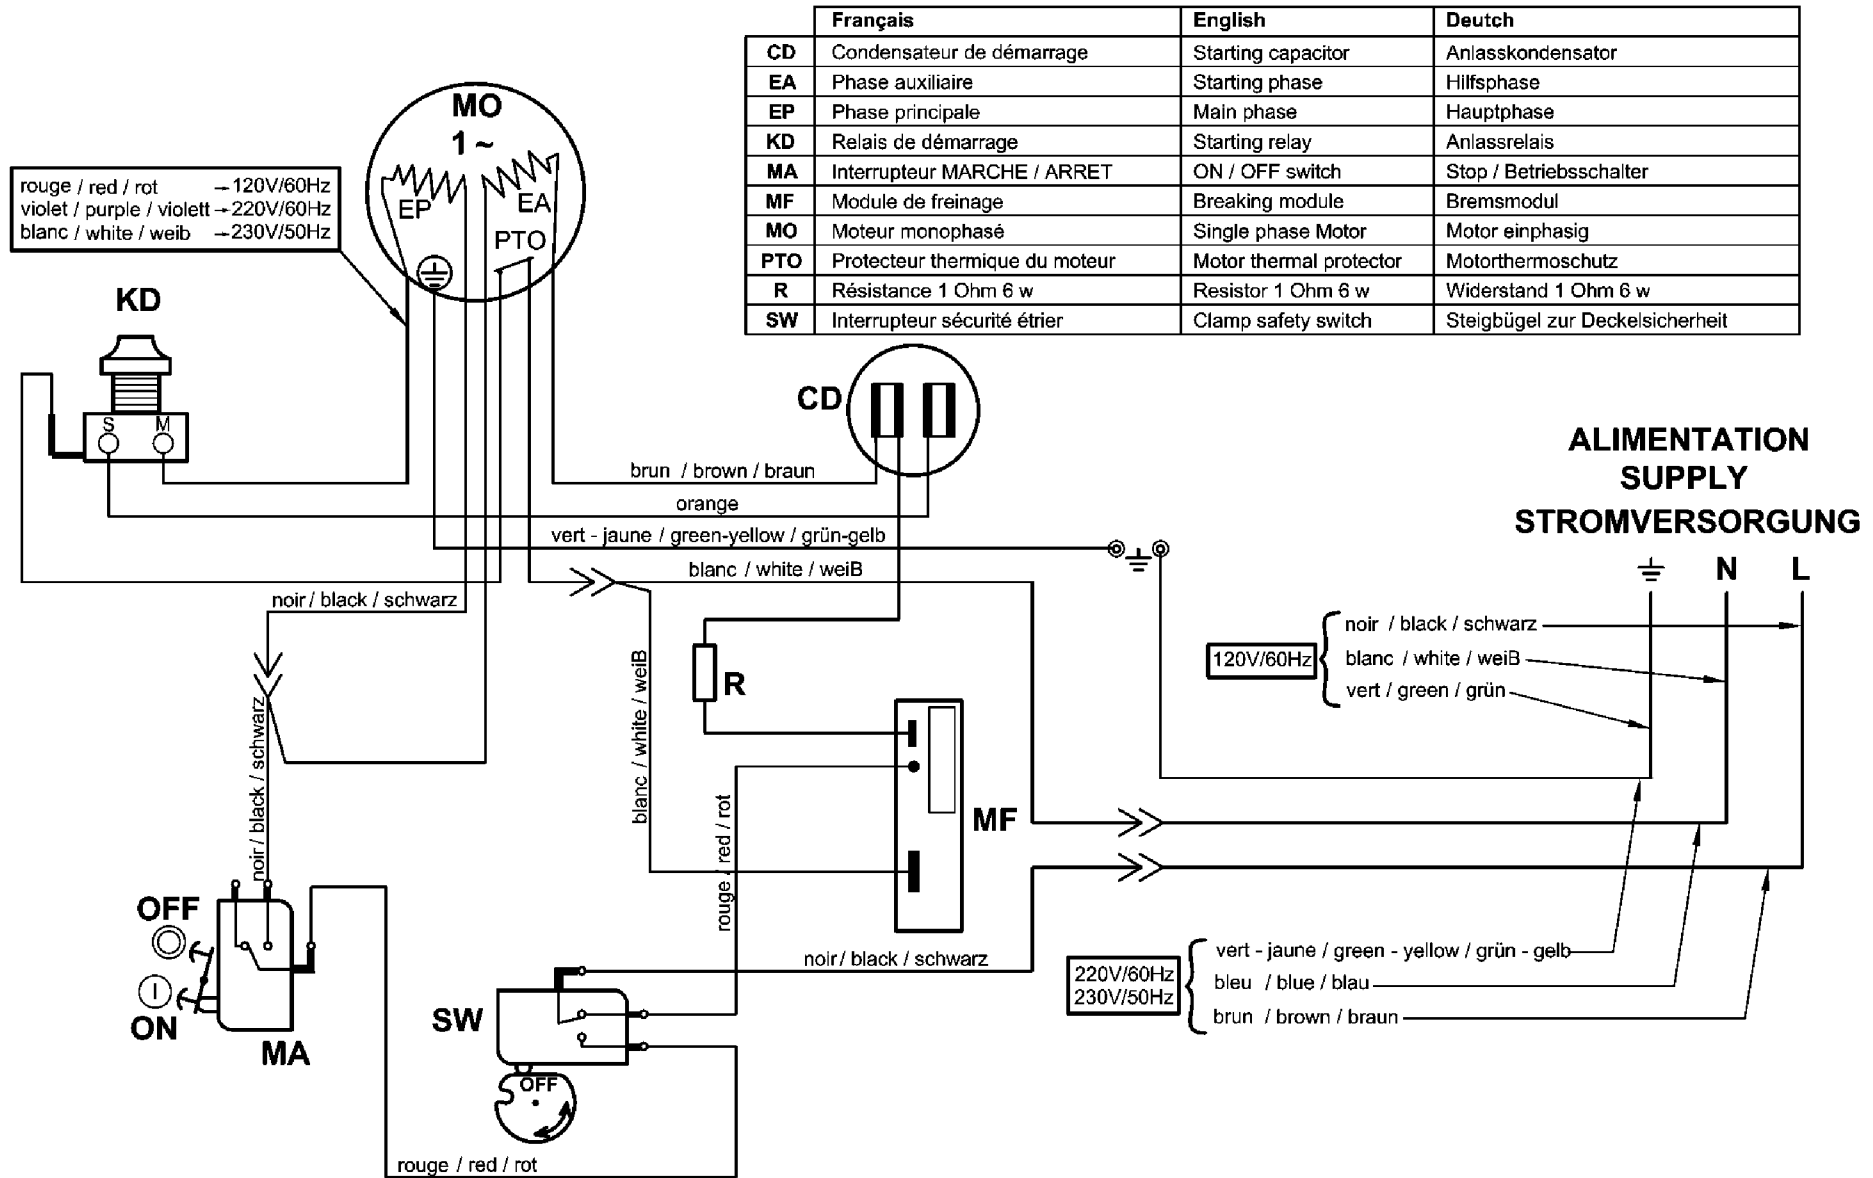 Français English Deutch
CD Condensateur de démarrage Starting capacitor Anlasskondensator
EA Phase auxiliaire Starting phase Hilfsphase
EP Phase principale Main phase Hauptphase
KD Relais de démarrage Starting relay Anlassrelais
MA Interrupteur MARCHE / ARRET ON / OFF switch Stop / Betriebsschalter
MF Module de freinage Breaking module Bremsmodul
MO Moteur monophasé Single phase Motor Motor einphasig
PTO Protecteur thermique du moteur Motor thermal protector Motorthermoschutz
R Résistance 1 Ohm 6 w Resistor 1 Ohm 6 w Widerstand 1 Ohm 6 w
SW Interrupteur sécurité étrier Clamp safety switch Steigbügel zur Deckelsicherheit
MO
1 ~
EP
EA
PTO
rouge / red / rot 120V/60Hz
violet / purple / violett 220V/60Hz
blanc / white / weib 230V/50Hz
KD
S M
CD
brun / brown / braun
orange
vert - jaune / green-yellow / grün-gelb
blanc / white / weiB
noir / black / schwarz
ALIMENTATION
SUPPLY
STROMVERSORGUNG
N L
120V/60Hz
noir / black / schwarz
blanc / white / weiB
vert / green / grün
R
blanc / white / weiB
rouge / red / rot
noir / black / schwarz
MF
OFF
I
ON
MA
noir / black / schwarz
SW
OFF
220V/60Hz
230V/50Hz
vert - jaune / green - yellow / grün - gelb
bleu / blue / blau
brun / brown / braun
rouge / red / rot